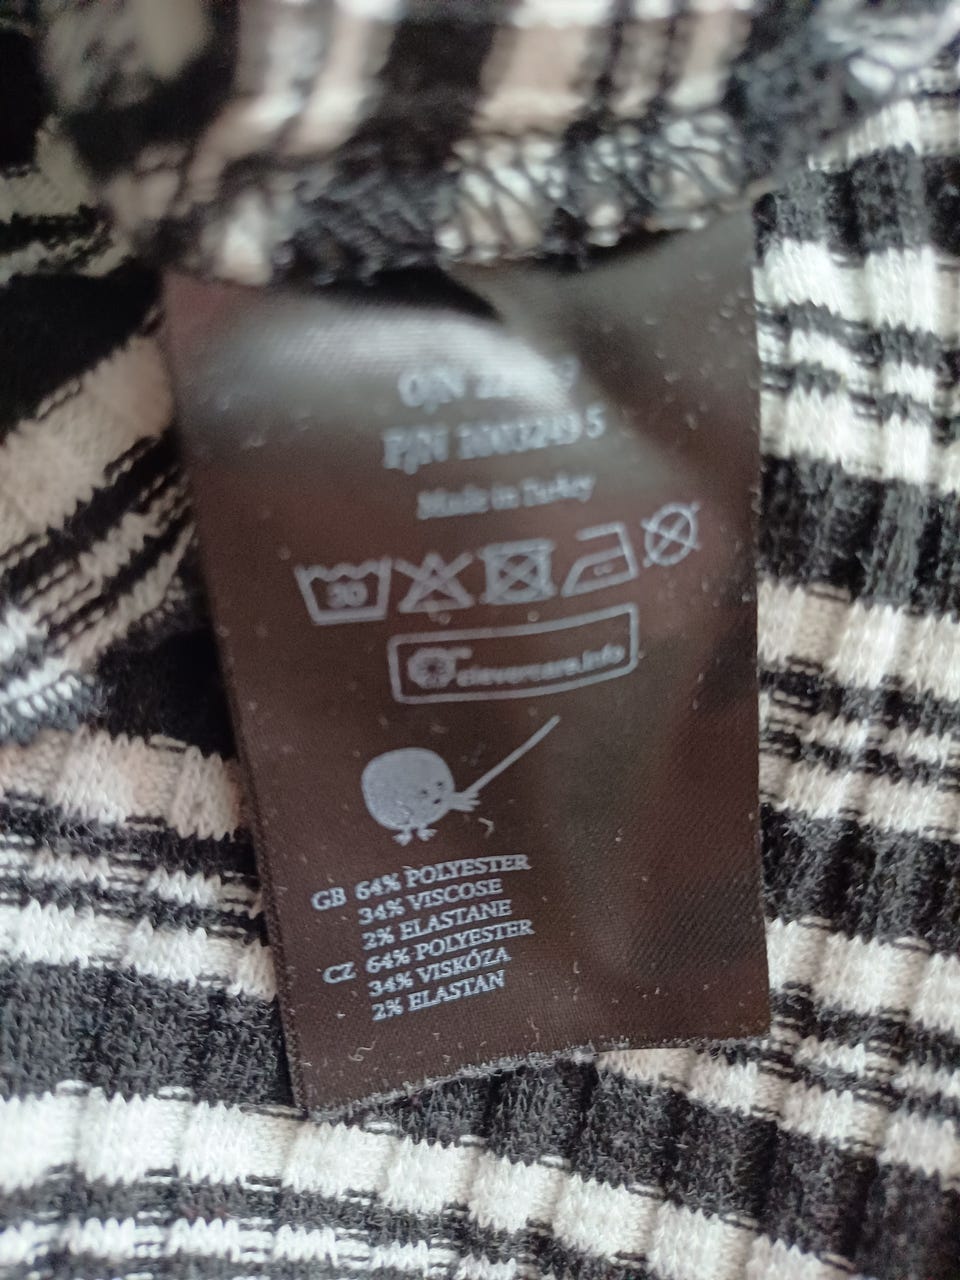 O/N
P/N
Made in Turkey
30
clevercare.info
GB 64% POLYESTER
34% VISCOSE
2% ELASTANE
CZ 64% POLYESTER
34% VISKÓZA
2% ELASTAN